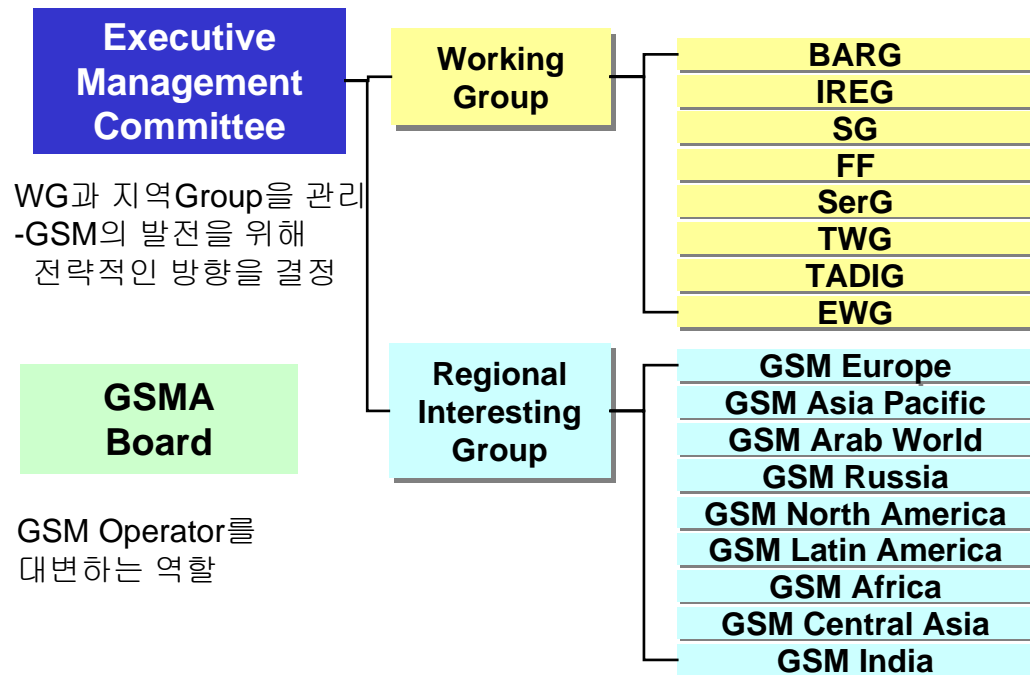 Executive
Management
Committee
WG과 지역Group을 관리
-GSM의 발전을 위해
전략적인 방향을 결정
GSMA
Board
GSM Operator를
대변하는 역할
Working
Group
BARG
IREG
SG
FF
SerG
TWG
TADIG
EWG
Regional
Interesting
Group
GSM Europe
GSM Asia Pacific
GSM Arab World
GSM Russia
GSM North America
GSM Latin America
GSM Africa
GSM Central Asia
GSM India